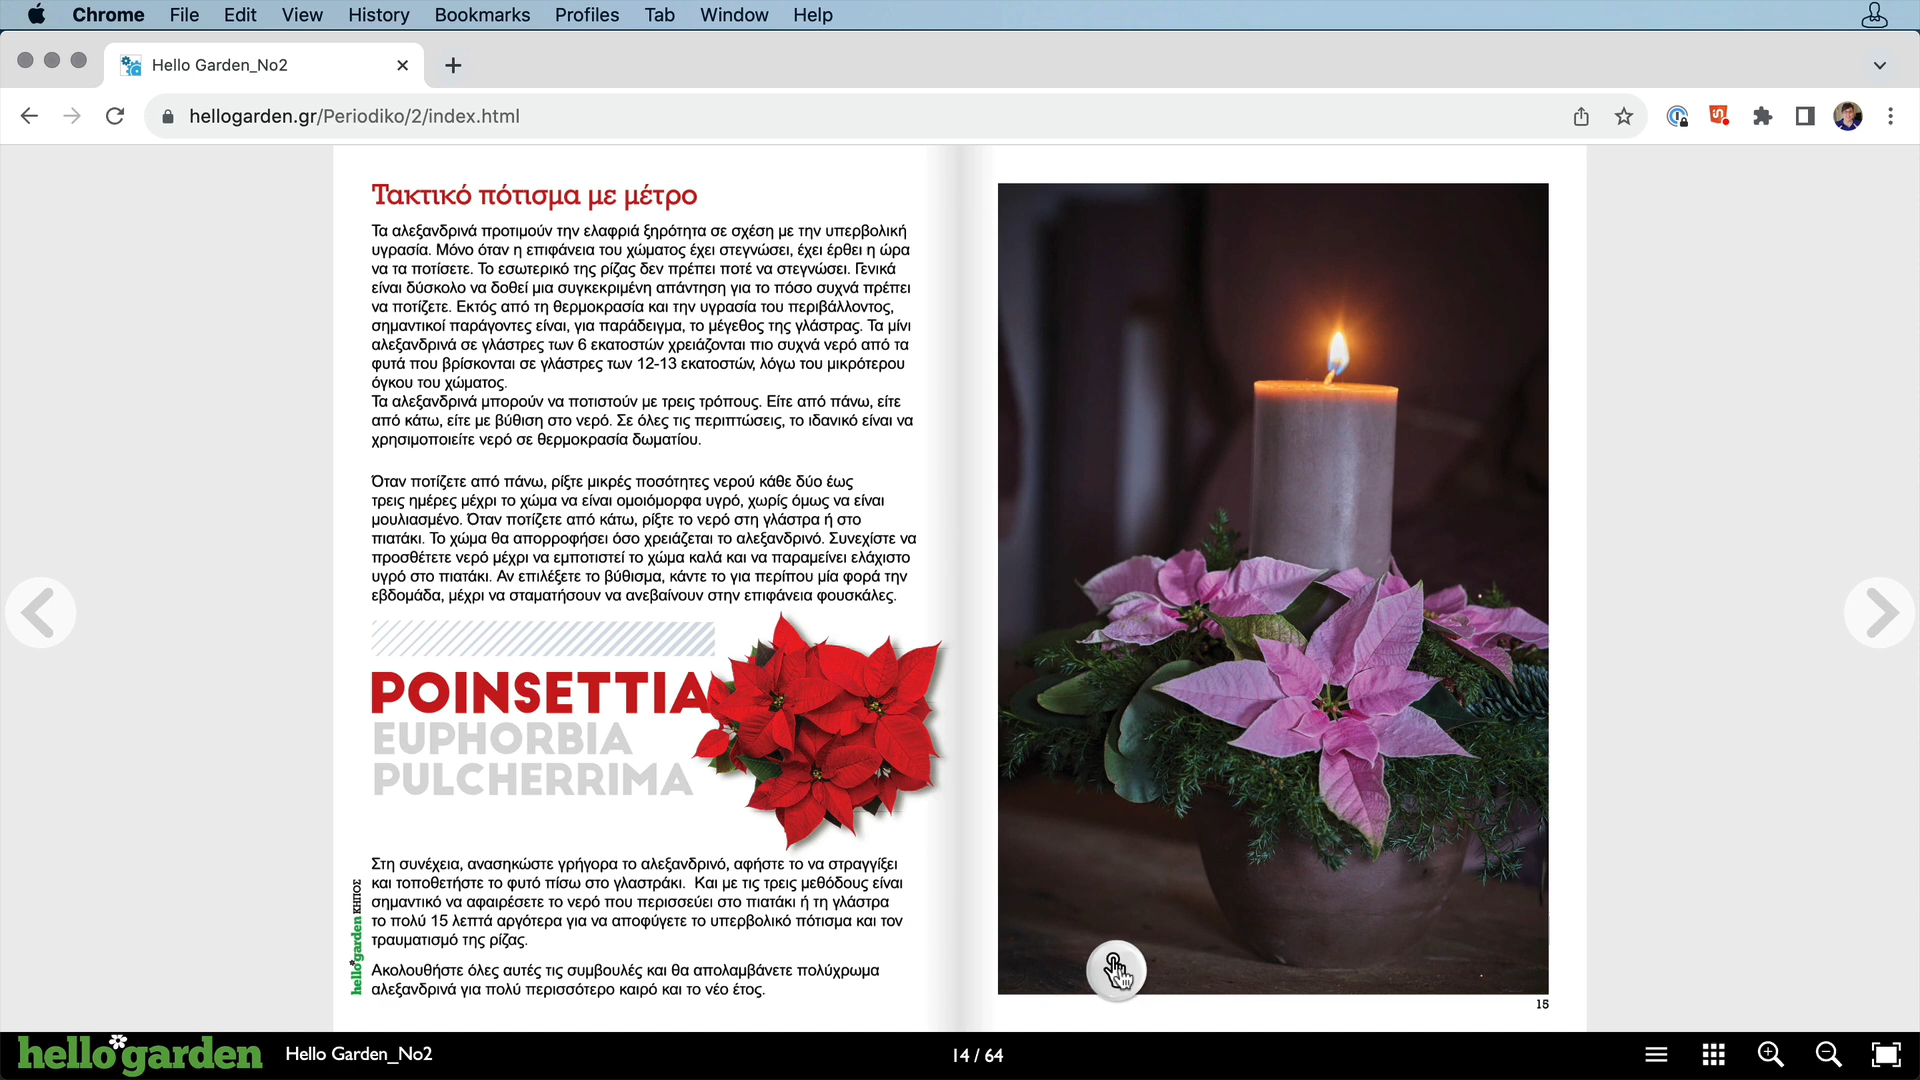 Chrome File Edit View History Bookmarks Profiles Tab Window Help
Hello Garden_No2
hellogarden.gr/Periodiko/2/index.html
Τακτικό πότισμα με μέτρο
Τα αλεξανδρινά προτιμούν την ελαφριά ξηρότητα σε σχέση με την υπερβολική
υγρασία. Μόνο όταν η επιφάνεια του χώματος έχει στεγνώσει, έχει έρθει η ώρα
να τα ποτίσετε. Το εσωτερικό της ρίζας δεν πρέπει ποτέ να στεγνώσει. Γενικά
είναι δύσκολο να δοθεί μια συγκεκριμένη απάντηση για το πόσο συχνά πρέπει
να ποτίζετε. Εκτός από τη θερμοκρασία και την υγρασία του περιβάλλοντος,
σημαντικοί παράγοντες είναι, για παράδειγμα, το μέγεθος της γλάστρας. Τα μίνι
αλεξανδρινά σε γλάστρες των 6 εκατοστών χρειάζονται πιο συχνά νερό από τα
φυτά που βρίσκονται σε γλάστρες των 12-13 εκατοστών, λόγω του μικρότερου
όγκου του χώματος.
Τα αλεξανδρινά μπορούν να ποτιστούν με τρεις τρόπους. Είτε από πάνω, είτε
από κάτω, είτε με βύθιση στο νερό. Σε όλες τις περιπτώσεις, το ιδανικό είναι να
χρησιμοποιείτε νερό σε θερμοκρασία δωματίου.
Όταν ποτίζετε από πάνω, ρίξτε μικρές ποσότητες νερού κάθε δύο έως
τρεις ημέρες μέχρι το χώμα να είναι ομοιόμορφα υγρό, χωρίς όμως να είναι
μουλιασμένο. Όταν ποτίζετε από κάτω, ρίξτε το νερό στη γλάστρα ή στο
πιατάκι. Το χώμα θα απορροφήσει όσο χρειάζεται το αλεξανδρινό. Συνεχίστε να
προσθέτετε νερό μέχρι να εμποτιστεί το χώμα καλά και να παραμείνει ελάχιστο
υγρό στο πιατάκι. Αν επιλέξετε το βύθισμα, κάντε το για περίπου μία φορά την
εβδομάδα, μέχρι να σταματήσουν να ανεβαίνουν στην επιφάνεια φουσκάλες.
POINSETTIA
EUPHORBIA
PULCHERRIMA
Στη συνέχεια, ανασηκώστε γρήγορα το αλεξανδρινό, αφήστε το να στραγγίξει
και τοποθετήστε το φυτό πίσω στο γλαστράκι. Και με τις τρεις μεθόδους είναι
σημαντικό να αφαιρέσετε το νερό που περισσεύει στο πιατάκι ή τη γλάστρα
το πολύ 15 λεπτά αργότερα για να αποφύγετε το υπερβολικό πότισμα και τον
τραυματισμό της ρίζας.
Ακολουθήστε όλες αυτές τις συμβουλές και θα απολαμβάνετε πολύχρωμα
αλεξανδρινά για πολύ περισσότερο καιρό και το νέο έτος.
hello garden ΚΗΠΟΣ
15
hello garden Hello Garden_No2 14 / 64